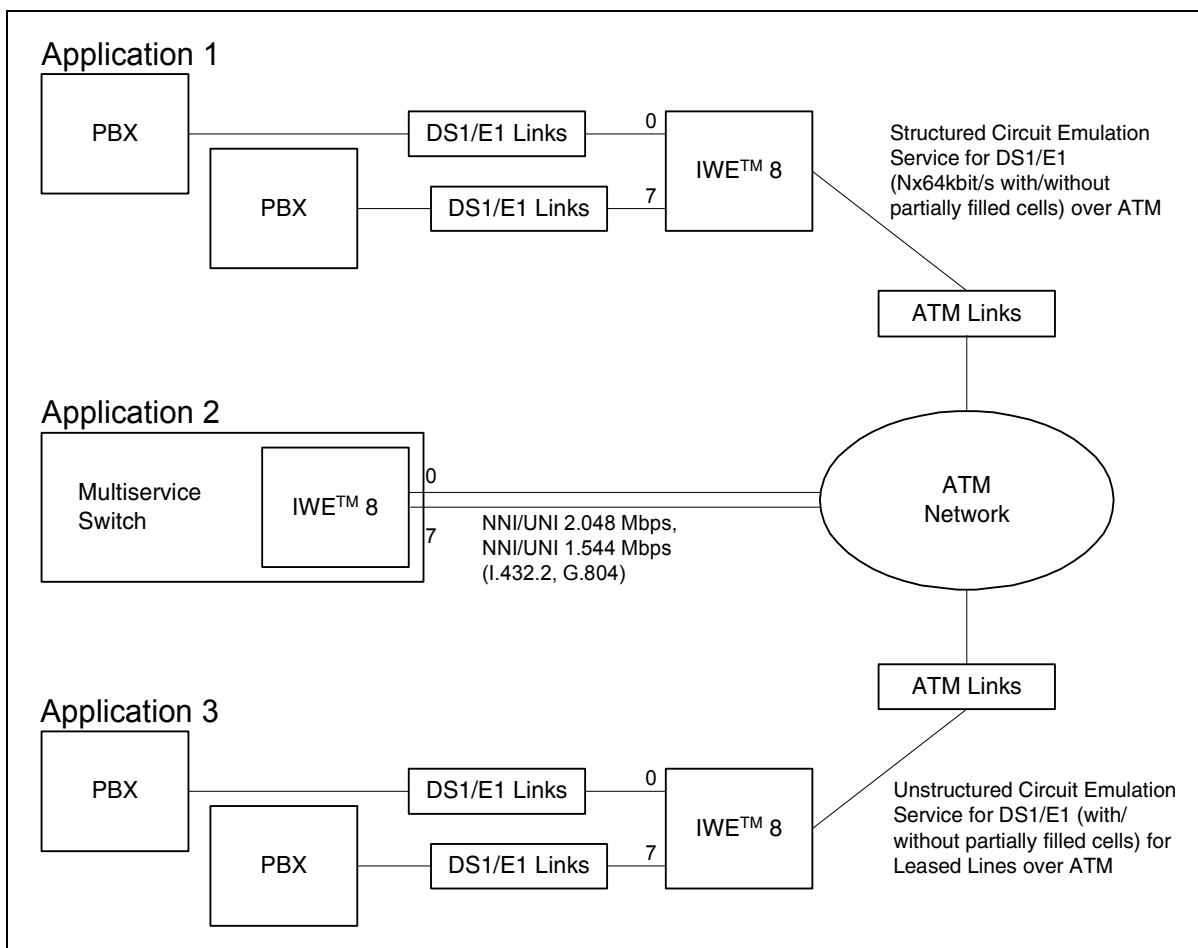 Application 1
PBX
DS1/E1 Links
0
IWE™ 8
PBX
DS1/E1 Links
7
Structured Circuit Emulation
Service for DS1/E1
(Nx64kbit/s with/without
partially filled cells) over ATM
ATM Links
Application 2
Multiservice
Switch
IWE™ 8
0
7
NNI/UNI 2.048 Mbps,
NNI/UNI 1.544 Mbps
(I.432.2, G.804)
ATM
Network
ATM Links
Application 3
PBX
DS1/E1 Links
0
IWE™ 8
PBX
DS1/E1 Links
7
Unstructured Circuit Emulation
Service for DS1/E1 (with/
without partially filled cells) for
Leased Lines over ATM